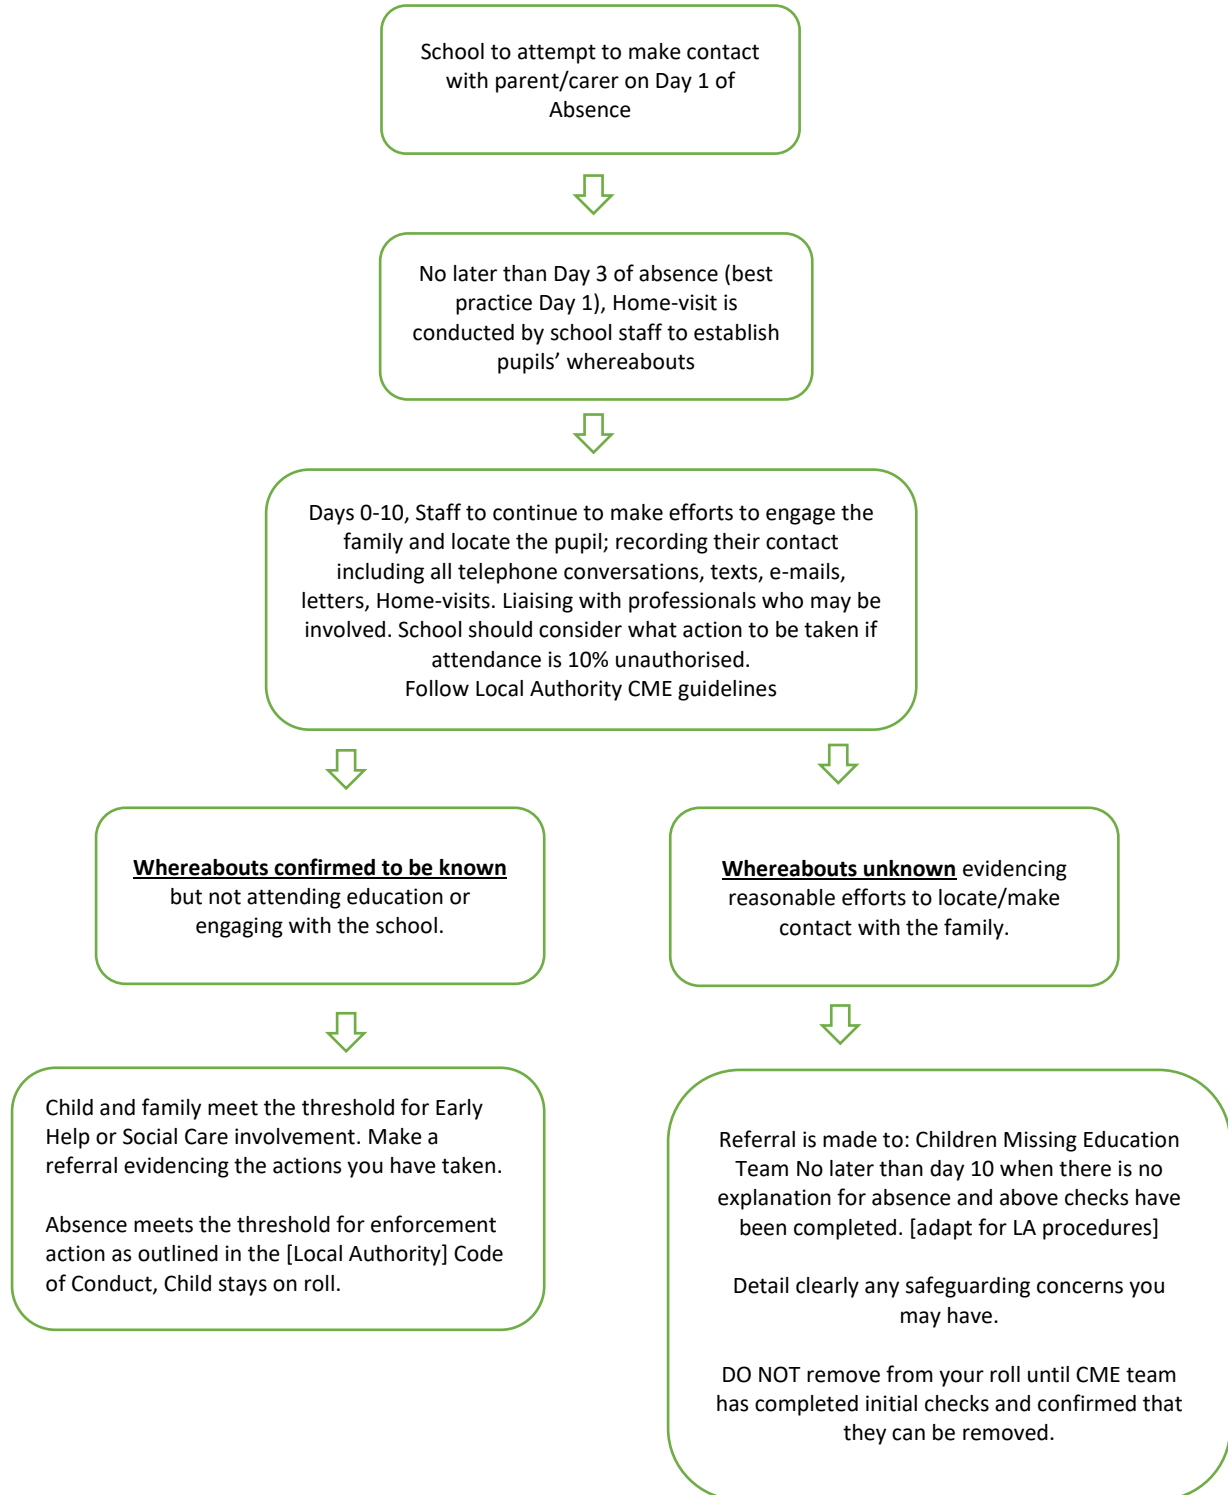 School to attempt to make contact
with parent/carer on Day 1 of
Absence
No later than Day 3 of absence (best
practice Day 1), Home-visit is
conducted by school staff to establish
pupils’ whereabouts
Days 0-10, Staff to continue to make efforts to engage the
family and locate the pupil; recording their contact
including all telephone conversations, texts, e-mails,
letters, Home-visits. Liaising with professionals who may be
involved. School should consider what action to be taken if
attendance is 10% unauthorised.
Follow Local Authority CME guidelines
Whereabouts confirmed to be known
but not attending education or
engaging with the school.
Whereabouts unknown evidencing
reasonable efforts to locate/make
contact with the family.
Child and family meet the threshold for Early
Help or Social Care involvement. Make a
referral evidencing the actions you have taken.
Absence meets the threshold for enforcement
action as outlined in the [Local Authority] Code
of Conduct, Child stays on roll.
Referral is made to: Children Missing Education
Team No later than day 10 when there is no
explanation for absence and above checks have
been completed. [adapt for LA procedures]
Detail clearly any safeguarding concerns you
may have.
DO NOT remove from your roll until CME team
has completed initial checks and confirmed that
they can be removed.